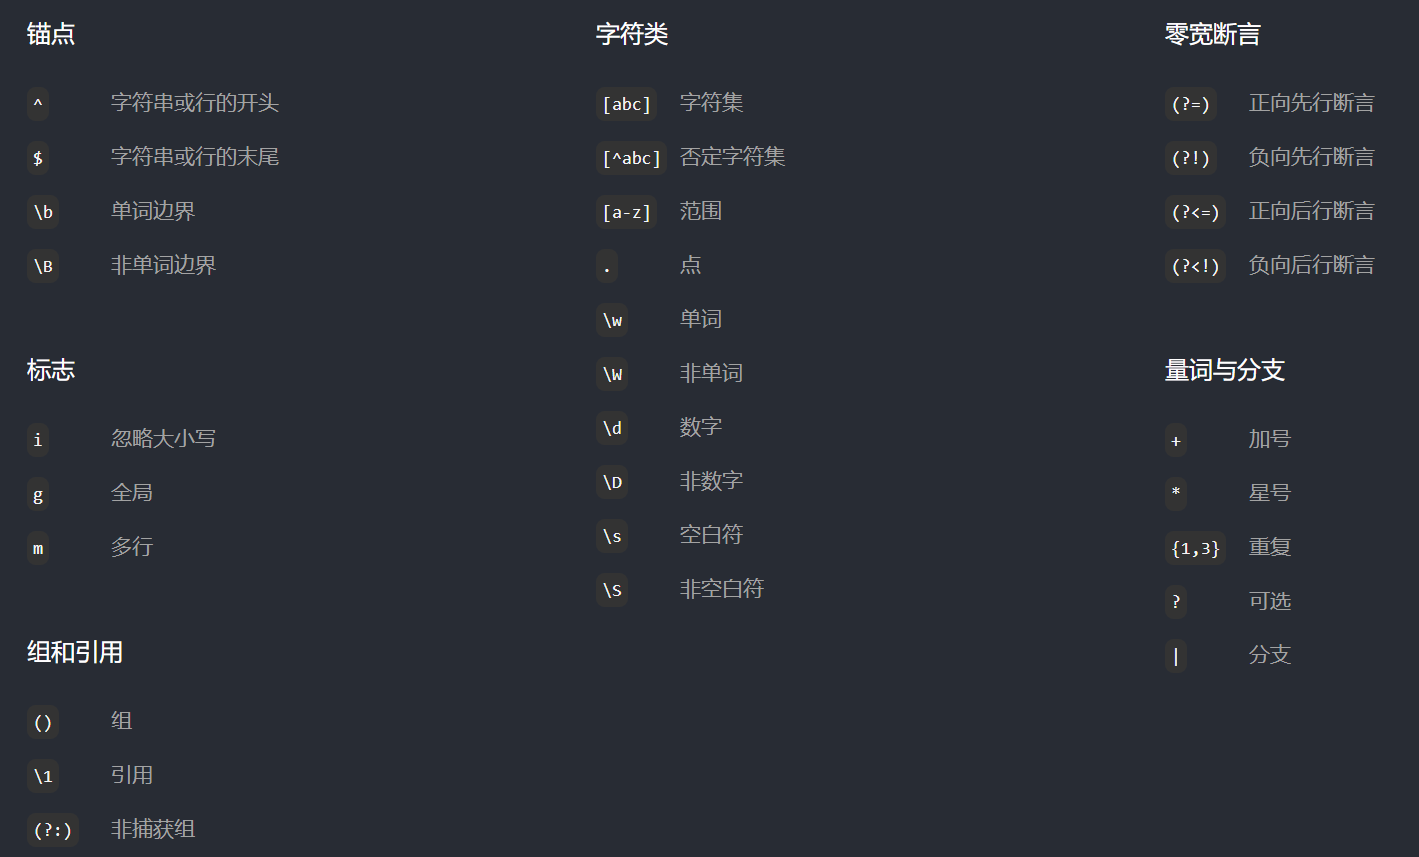 锚点
^ 字符串或行的开头
$ 字符串或行的末尾
\b 单词边界
\B 非单词边界
标志
i 忽略大小写
g 全局
m 多行
组和引用
() 组
\1 引用
(?:) 非捕获组
字符类
[abc] 字符集
[^abc] 否定字符集
[a-z] 范围
. 点
\w 单词
\W 非单词
\d 数字
\D 非数字
\s 空白符
\S 非空白符
零宽断言
(?=) 正向先行断言
(?!) 负向先行断言
(?<=) 正向后行断言
(?<!) 负向后行断言
量词与分支
+ 加号
* 星号
{1,3} 重复
? 可选
| 分支